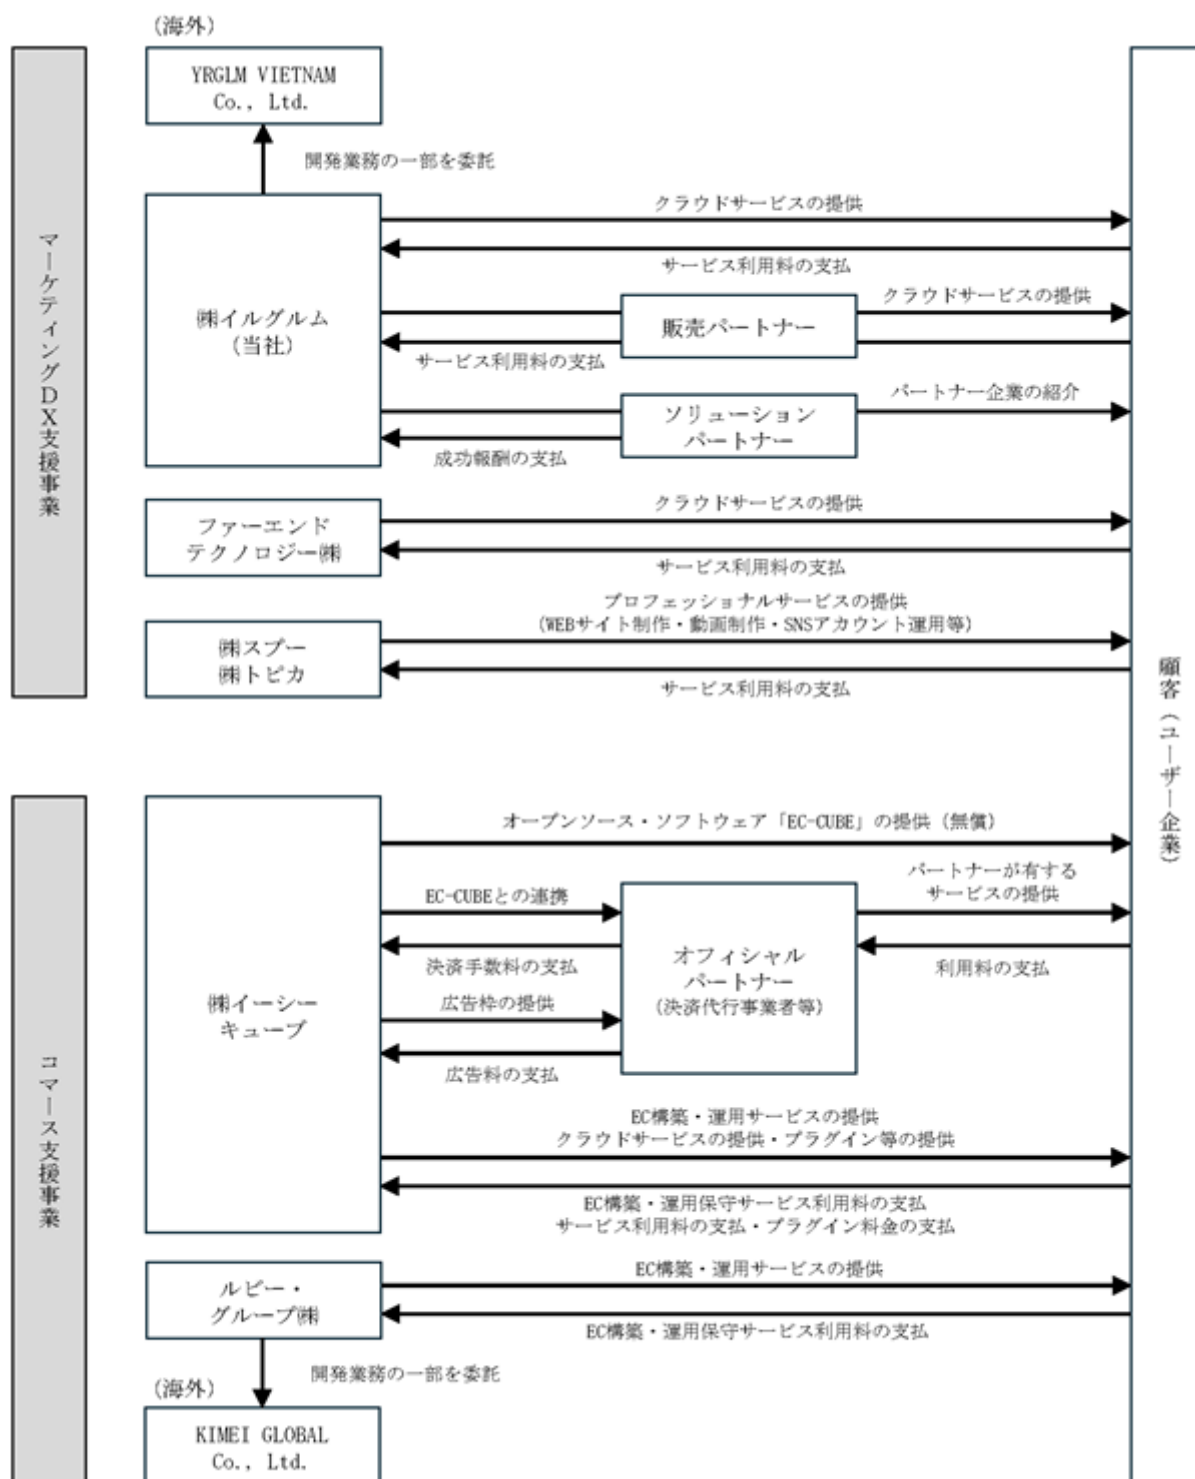 (海外)
YRGLM VIETNAM
Co., Ltd.
開発業務の一部を委託
マーケティングDX支援事業
㈱イルグルム
(当社)
クラウドサービスの提供
サービス利用料の支払
販売パートナー
クラウドサービスの提供
サービス利用料の支払
ソリューション
パートナー
パートナー企業の紹介
成功報酬の支払
ファーエンド
テクノロジー㈱
クラウドサービスの提供
サービス利用料の支払
㈱スプー
㈱トピカ
プロフェッショナルサービスの提供
(WEBサイト制作・動画制作・SNSアカウント運用等)
サービス利用料の支払
顧客(ユーザー企業)
コマース支援事業
㈱イーシー
キューブ
オープンソース・ソフトウェア「EC-CUBE」の提供(無償)
EC-CUBEとの連携
決済手数料の支払
広告枠の提供
広告料の支払
オフィシャル
パートナー
(決済代行事業者等)
パートナーが有する
サービスの提供
利用料の支払
EC構築・運用サービスの提供
クラウドサービスの提供・プラグイン等の提供
EC構築・運用保守サービス利用料の支払
サービス利用料の支払・プラグイン料金の支払
ルビー・
グループ㈱
EC構築・運用サービスの提供
EC構築・運用保守サービス利用料の支払
開発業務の一部を委託
(海外)
KIMEI GLOBAL
Co., Ltd.